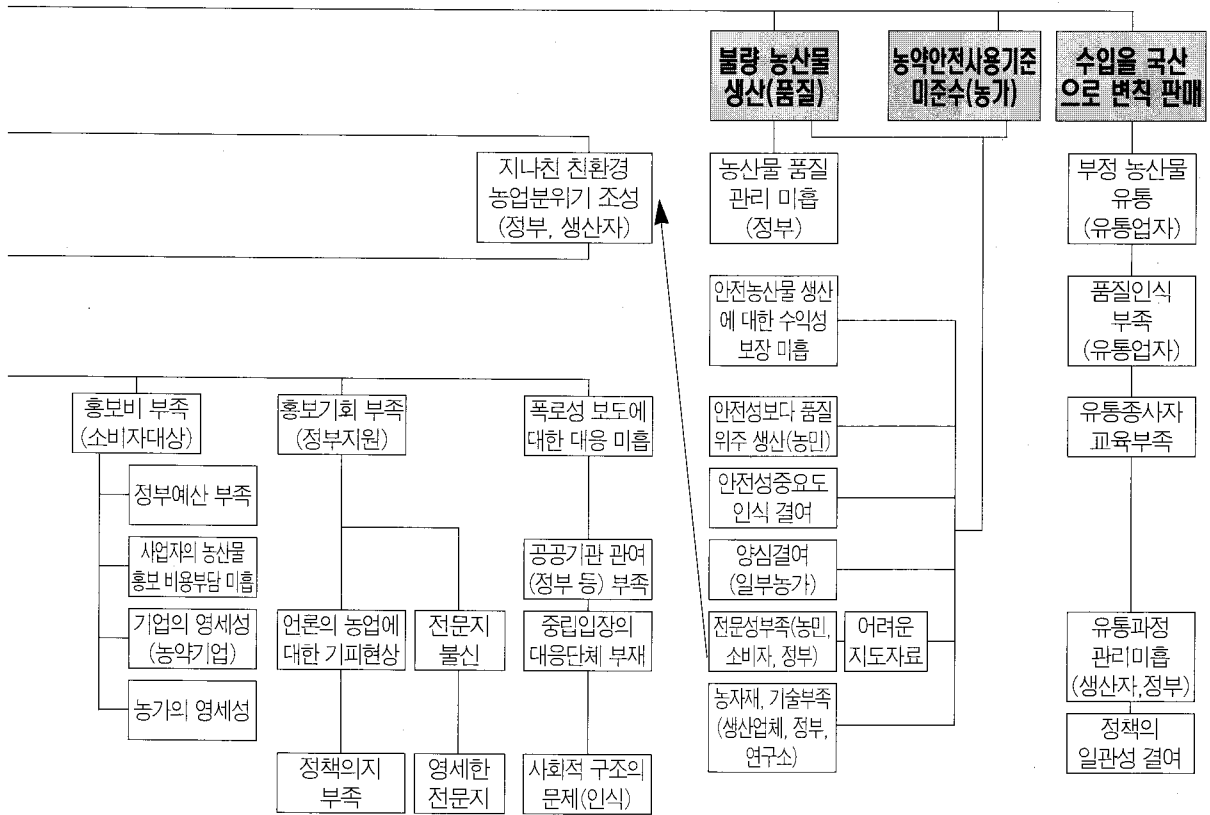 불량 농산물
생산(품질)
농약안전사용기준
미준수(농가)
수입을 국산
으로 변칙 판매
지나친 친환경
농업분위기 조성
(정부, 생산자)
농산물 품질
관리 미흡
(정부)
부정 농산물
유통
(유통업자)
안전농산물 생산
에 대한 수익성
보장 미흡
품질인식
부족
(유통업자)
홍보비 부족
(소비자대상)
홍보기회 부족
(정부지원)
폭로성 보도에
대한 대응 미흡
안전성보다 품질
위주 생산(농민)
유통종사자
교육부족
정부예산 부족
안전성중요도
인식 결여
사업자의 농산물
홍보 비용부담 미흡
공공기관 관여
(정부 등) 부족
양심결여
(일부농가)
기업의 영세성
(농약기업)
언론의 농업에
대한 기피현상
전문지
불신
중립입장의
대응단체 부재
전문성부족(농민,
소비자, 정부)
어려운
지도자료
유통과정
관리미흡
(생산자,정부)
농가의 영세성
농자재, 기술부족
(생산업체, 정부,
연구소)
정책의지
부족
영세한
전문지
사회적 구조의
문제(인식)
정책의
일관성 결여